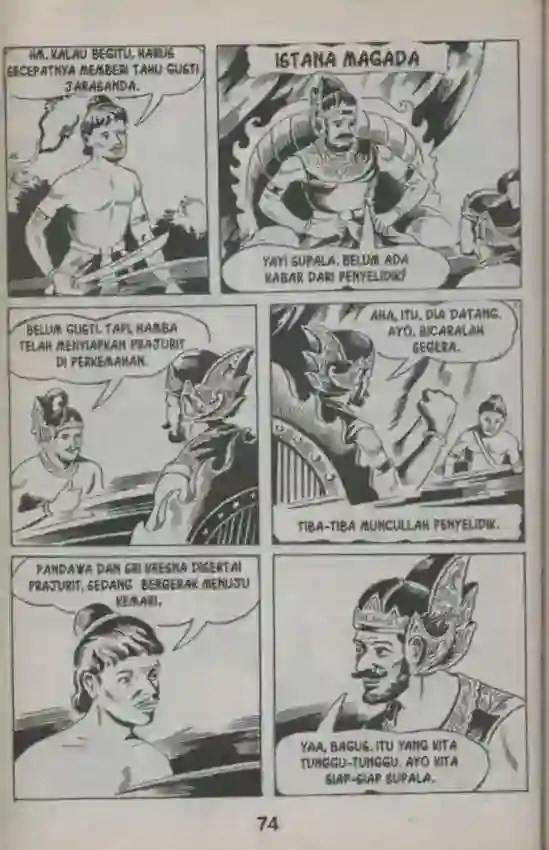 HM, KALAU BEGITU, HARUS
SECEPATNYA MEMBERI TAHU GUSTI
JARASANDA.
ISTANA MAGADA
YAYI SUPALA. BELUM ADA
KABAR DARI PENYELIDIK?
BELUM GUSTI. TAPI, HAMBA
TELAH MENYIAPKAN PRAJURIT
DI PERKEMAHAN.
AHA, ITU, DIA DATANG.
AYO, BICARALAH
SEGERA.
TIBA-TIBA MUNCULLAH PENYELIDIK.
PANDAWA DAN SRI KRESNA DISERTAI
PRAJURIT, SEDANG BERGERAK MENUJU
KEMARI.
YAA, BAGUS. ITU YANG KITA
TUNGGU-TUNGGU. AYO KITA
SIAP-SIAP SUPALA.
74